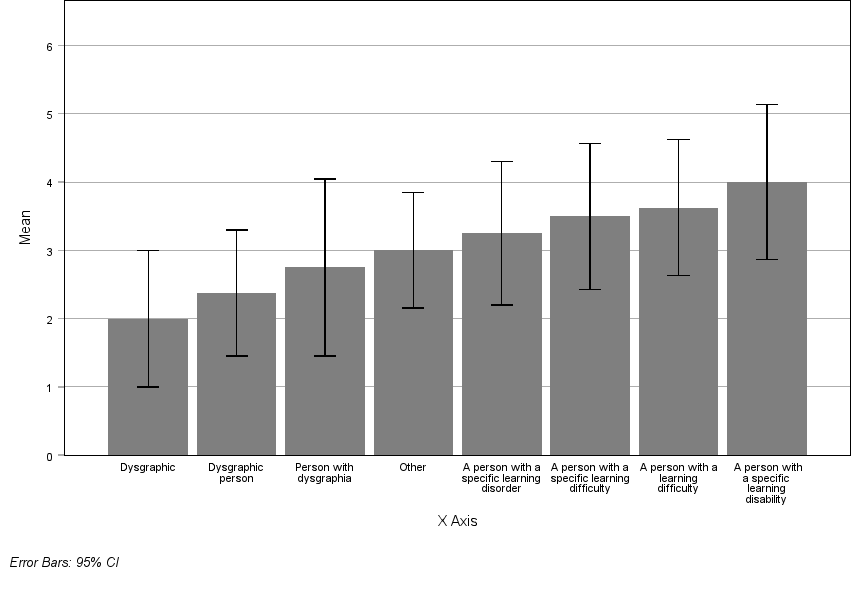 6
5
4
3
2
1
0
Mean
Dysgraphic
Dysgraphic
person
Person with
dysgraphia
Other
A person with a
specific learning
disorder
A person with a
specific learning
difficulty
A person with a
learning
difficulty
A person with
a specific
learning
disability
X Axis
Error Bars: 95% CI